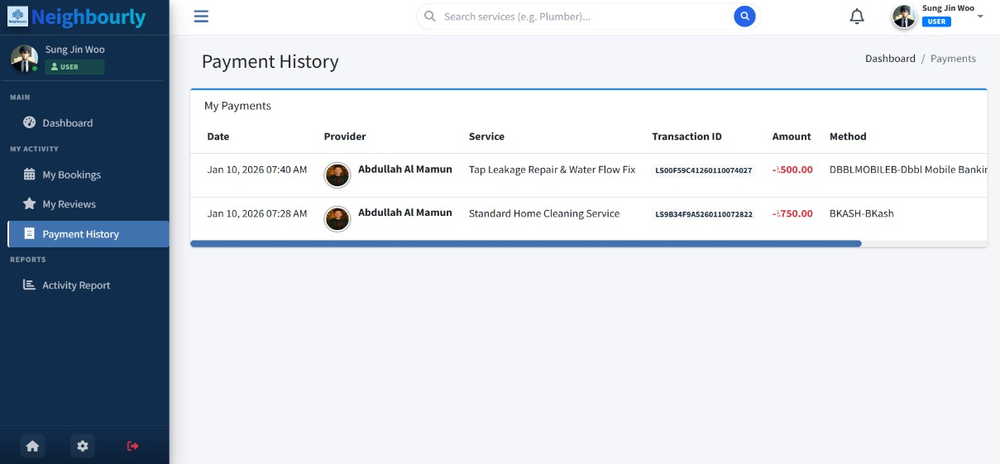 Neighbourly
Search services (e.g. Plumber)...
Sung Jin Woo
USER
Sung Jin Woo
USER
MAIN
Dashboard
MY ACTIVITY
My Bookings
My Reviews
Payment History
REPORTS
Activity Report
Payment History
Dashboard / Payments
My Payments
Date Provider Service Transaction ID Amount Method
Jan 10, 2026 07:40 AM Abdullah Al Mamun Tap Leakage Repair & Water Flow Fix LS00F59C41260110074027 -৳500.00 DBBLMOBILEB-Dbbl Mobile Bankin
Jan 10, 2026 07:28 AM Abdullah Al Mamun Standard Home Cleaning Service LS9B34F9A5260110072822 -৳750.00 BKASH-BKash